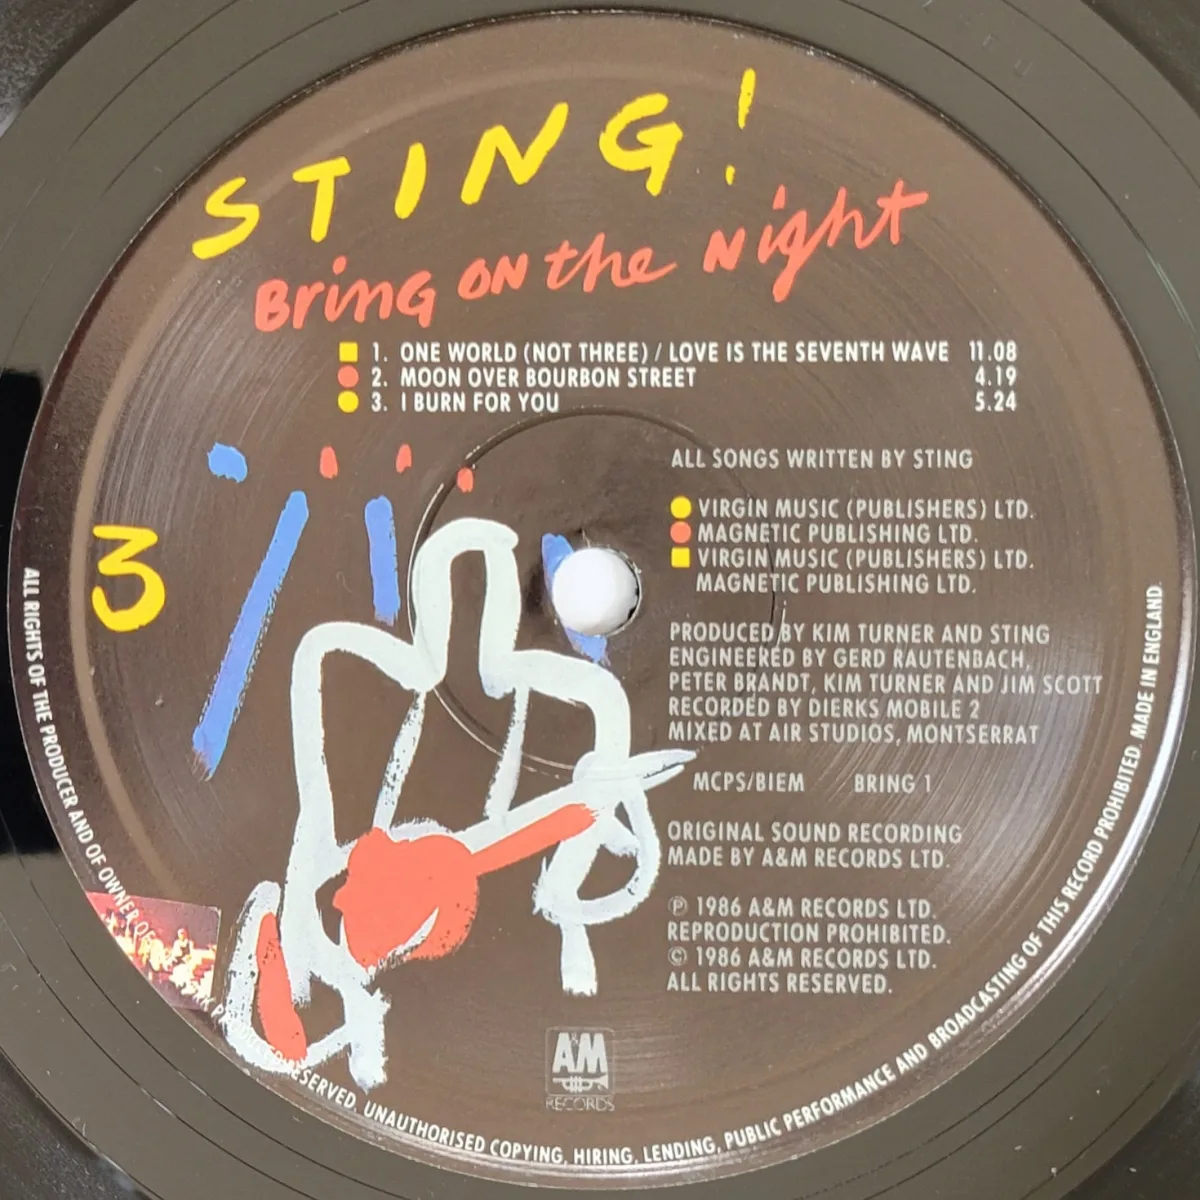 STING!
Bring on the Night
1. ONE WORLD (NOT THREE) / LOVE IS THE SEVENTH WAVE 11.08
2. MOON OVER BOURBON STREET 4.19
3. I BURN FOR YOU 5.24
ALL SONGS WRITTEN BY STING
VIRGIN MUSIC (PUBLISHERS) LTD.
MAGNETIC PUBLISHING LTD.
VIRGIN MUSIC (PUBLISHERS) LTD.
MAGNETIC PUBLISHING LTD.
3
PRODUCED BY KIM TURNER AND STING
ENGINEERED BY GERD RAUTENBACH,
PETER BRANDT, KIM TURNER AND JIM SCOTT
RECORDED BY DIERKS MOBILE 2
MIXED AT AIR STUDIOS, MONTSERRAT
MCPS/BIEM BRING 1
ORIGINAL SOUND RECORDING
MADE BY A&M RECORDS LTD.
℗ 1986 A&M RECORDS LTD.
REPRODUCTION PROHIBITED.
© 1986 A&M RECORDS LTD.
ALL RIGHTS RESERVED.
A&M
RECORDS
ALL RIGHTS OF THE PRODUCER AND OF OWNER OF RESERVED. UNAUTHORISED COPYING, HIRING, LENDING, PUBLIC PERFORMANCE AND BROADCASTING OF THIS RECORD PROHIBITED. MADE IN ENGLAND